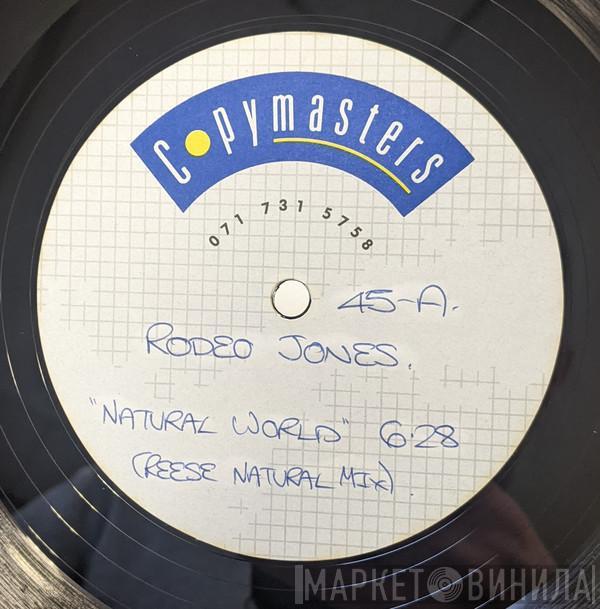 Copymasters
071 731 5758
45-A.
RODEO JONES.
"NATURAL WORLD" 6.28
(REESE NATURAL MIX).
МАРКЕТ ВИНИЛА